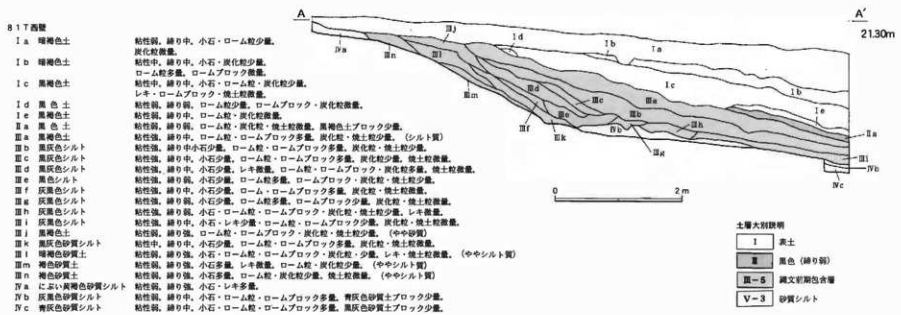 81T西壁
Ⅰa 暗褐色土 粘性弱，締り中，小石・ローム粒少量，
炭化粒微量。
Ⅰb 暗褐色土 粘性中，締り中，小石・炭化粒少量，
ローム粒多量，ロームブロック微量。
Ⅰc 黒褐色土 粘性中，締り中，小石・ローム粒・炭化粒少量，
レキ・ロームブロック・焼土粒微量。
Ⅰd 黒色土 粘性弱，締り弱，ローム粒少量，ロームブロック・炭化粒微量。
Ⅰe 黒褐色土 粘性弱，締り中，ローム粒・炭化粒微量。
Ⅱa 黒色土 粘性弱，締り弱，ローム粒・炭化粒・焼土粒微量，黒褐色土ブロック少量。
Ⅲa 黒褐色土 粘性強，締り中，ローム粒・ロームブロック多量，炭化粒・焼土粒少量。（シルト質）
Ⅲb 黒灰色シルト 粘性強，締り中小石少量，ローム粒・ロームブロック多量，炭化粒・焼土粒少量。
Ⅲc 黒灰色シルト 粘性強，締り中，小石少量，ローム粒・ロームブロック多量，炭化粒少量，焼土粒微量。
Ⅲd 黒灰色シルト 粘性強，締り中，小石少量，レキ微量，ローム粒・ロームブロック・炭化粒多量，焼土粒微量。
Ⅲe 黒色シルト 粘性強，締り弱，小石少量，ローム粒多量，ロームブロック・炭化粒・焼土粒少量。
Ⅲf 灰黒色シルト 粘性強，締り中，小石少量，ローム・ロームブロック多量，炭化粒・焼土粒微量。
Ⅲg 灰黒色シルト 粘性強，締り弱，小石少量，ローム粒多量，ロームブロック少量，炭化粒・焼土粒微量。
Ⅲh 灰黒色シルト 粘性強，締り弱，小石・ローム粒・ロームブロック・炭化粒・焼土粒少量，レキ微量。
Ⅲi 灰黒色シルト 粘性強，締り中，小石・レキ少量・ローム粒・ロームブロック少量，炭化粒・焼土粒微量。
Ⅲj 黒褐色土 粘性弱，締り強，ローム粒・ロームブロック・炭化粒・焼土粒少量。（やや砂質）
Ⅲk 黒灰色砂質シルト 粘性中，締り中，小石少量，ローム粒・ロームブロック多量，炭化粒・焼土粒微量。
Ⅲl 暗褐色砂質土 粘性弱，締り強，小石・ローム粒・ロームブロック・炭化粒，少量，レキ・焼土粒微量。（ややシルト質）
Ⅲm 褐色砂質土 粘性弱，締り強，小石多量，レキ微量，ローム粒・炭化粒少量。（ややシルト質）
Ⅲn 褐色砂質土 粘性弱，締り強，小石多量，ローム粒・炭化粒少量，焼土粒微量。（ややシルト質）
Ⅳa にぶい黄褐色砂質シルト 粘性弱，締り強，小石・レキ多量。
Ⅳb 灰黒色砂質シルト 粘性弱，締り中，小石・ローム粒・ロームブロック多量，青灰色砂質土ブロック少量。
Ⅳc 青灰色砂質シルト 粘性弱，締り中，小石・ローム粒・ロームブロック多量，黒灰色砂質土ブロック少量。
A A′
21.30m
Ⅳa Ⅲn Ⅲj Ⅰd Ⅰb Ⅰa
Ⅲl Ⅰc Ⅰb
Ⅲm Ⅲd Ⅲc Ⅲa Ⅰe
Ⅲe Ⅲb Ⅱa
Ⅲf Ⅳb Ⅲh
Ⅲk Ⅲg Ⅲi
Ⅳb
Ⅳc
0 2m
土層大別説明
Ⅰ 表土
Ⅱ 黒色（締り弱）
Ⅲ-5 縄文前期包含層
Ⅴ-3 砂質シルト